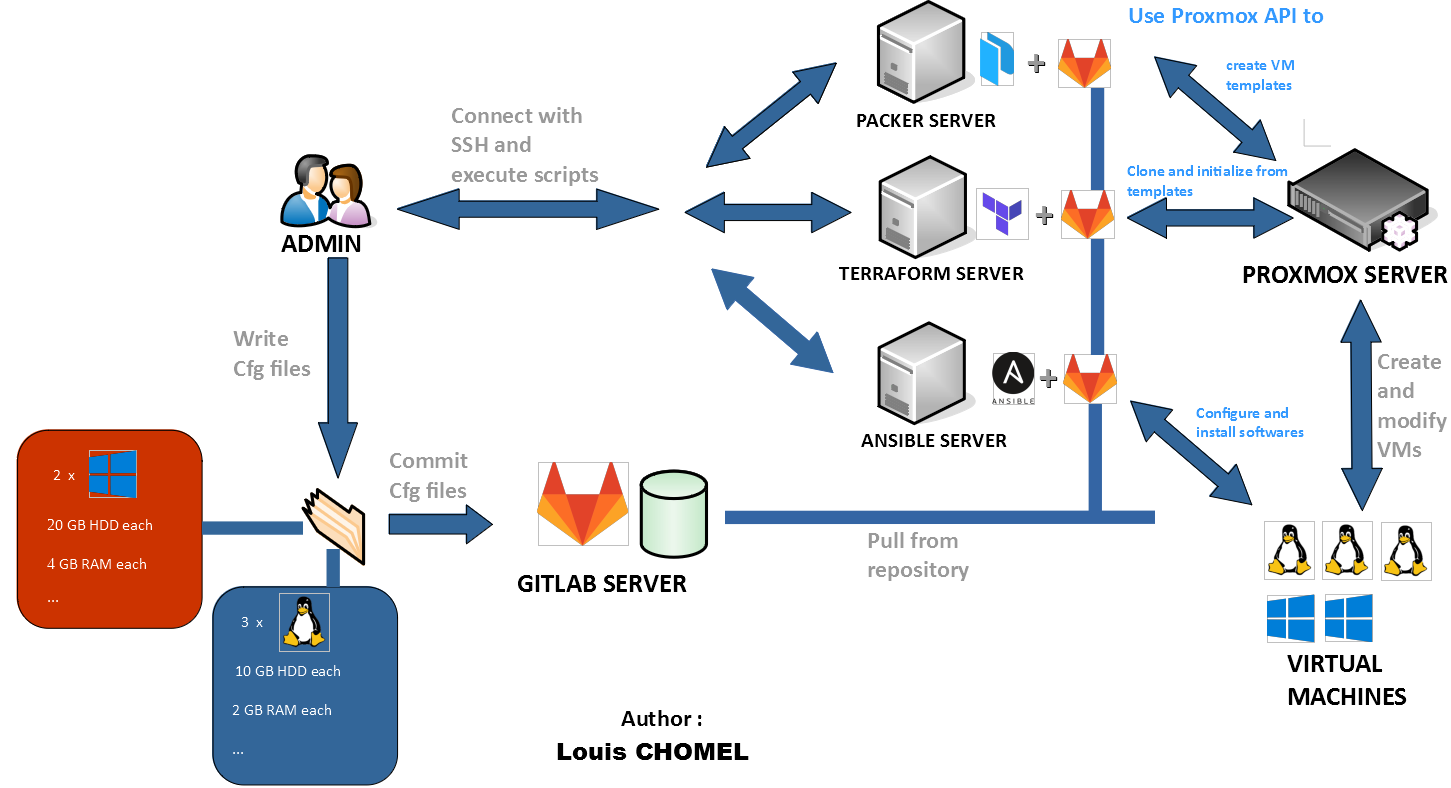 Use Proxmox API to
create VM
templates
PACKER SERVER
Connect with
SSH and
execute scripts
Clone and initialize from
templates
ADMIN
TERRAFORM SERVER
PROXMOX SERVER
Write
Cfg files
Create
and
modify
VMs
ANSIBLE
Configure and
install softwares
ANSIBLE SERVER
Commit
Cfg files
2 x
20 GB HDD each
4 GB RAM each
...
Pull from
repository
GITLAB SERVER
3 x
10 GB HDD each
2 GB RAM each
...
VIRTUAL
MACHINES
Author :
Louis CHOMEL